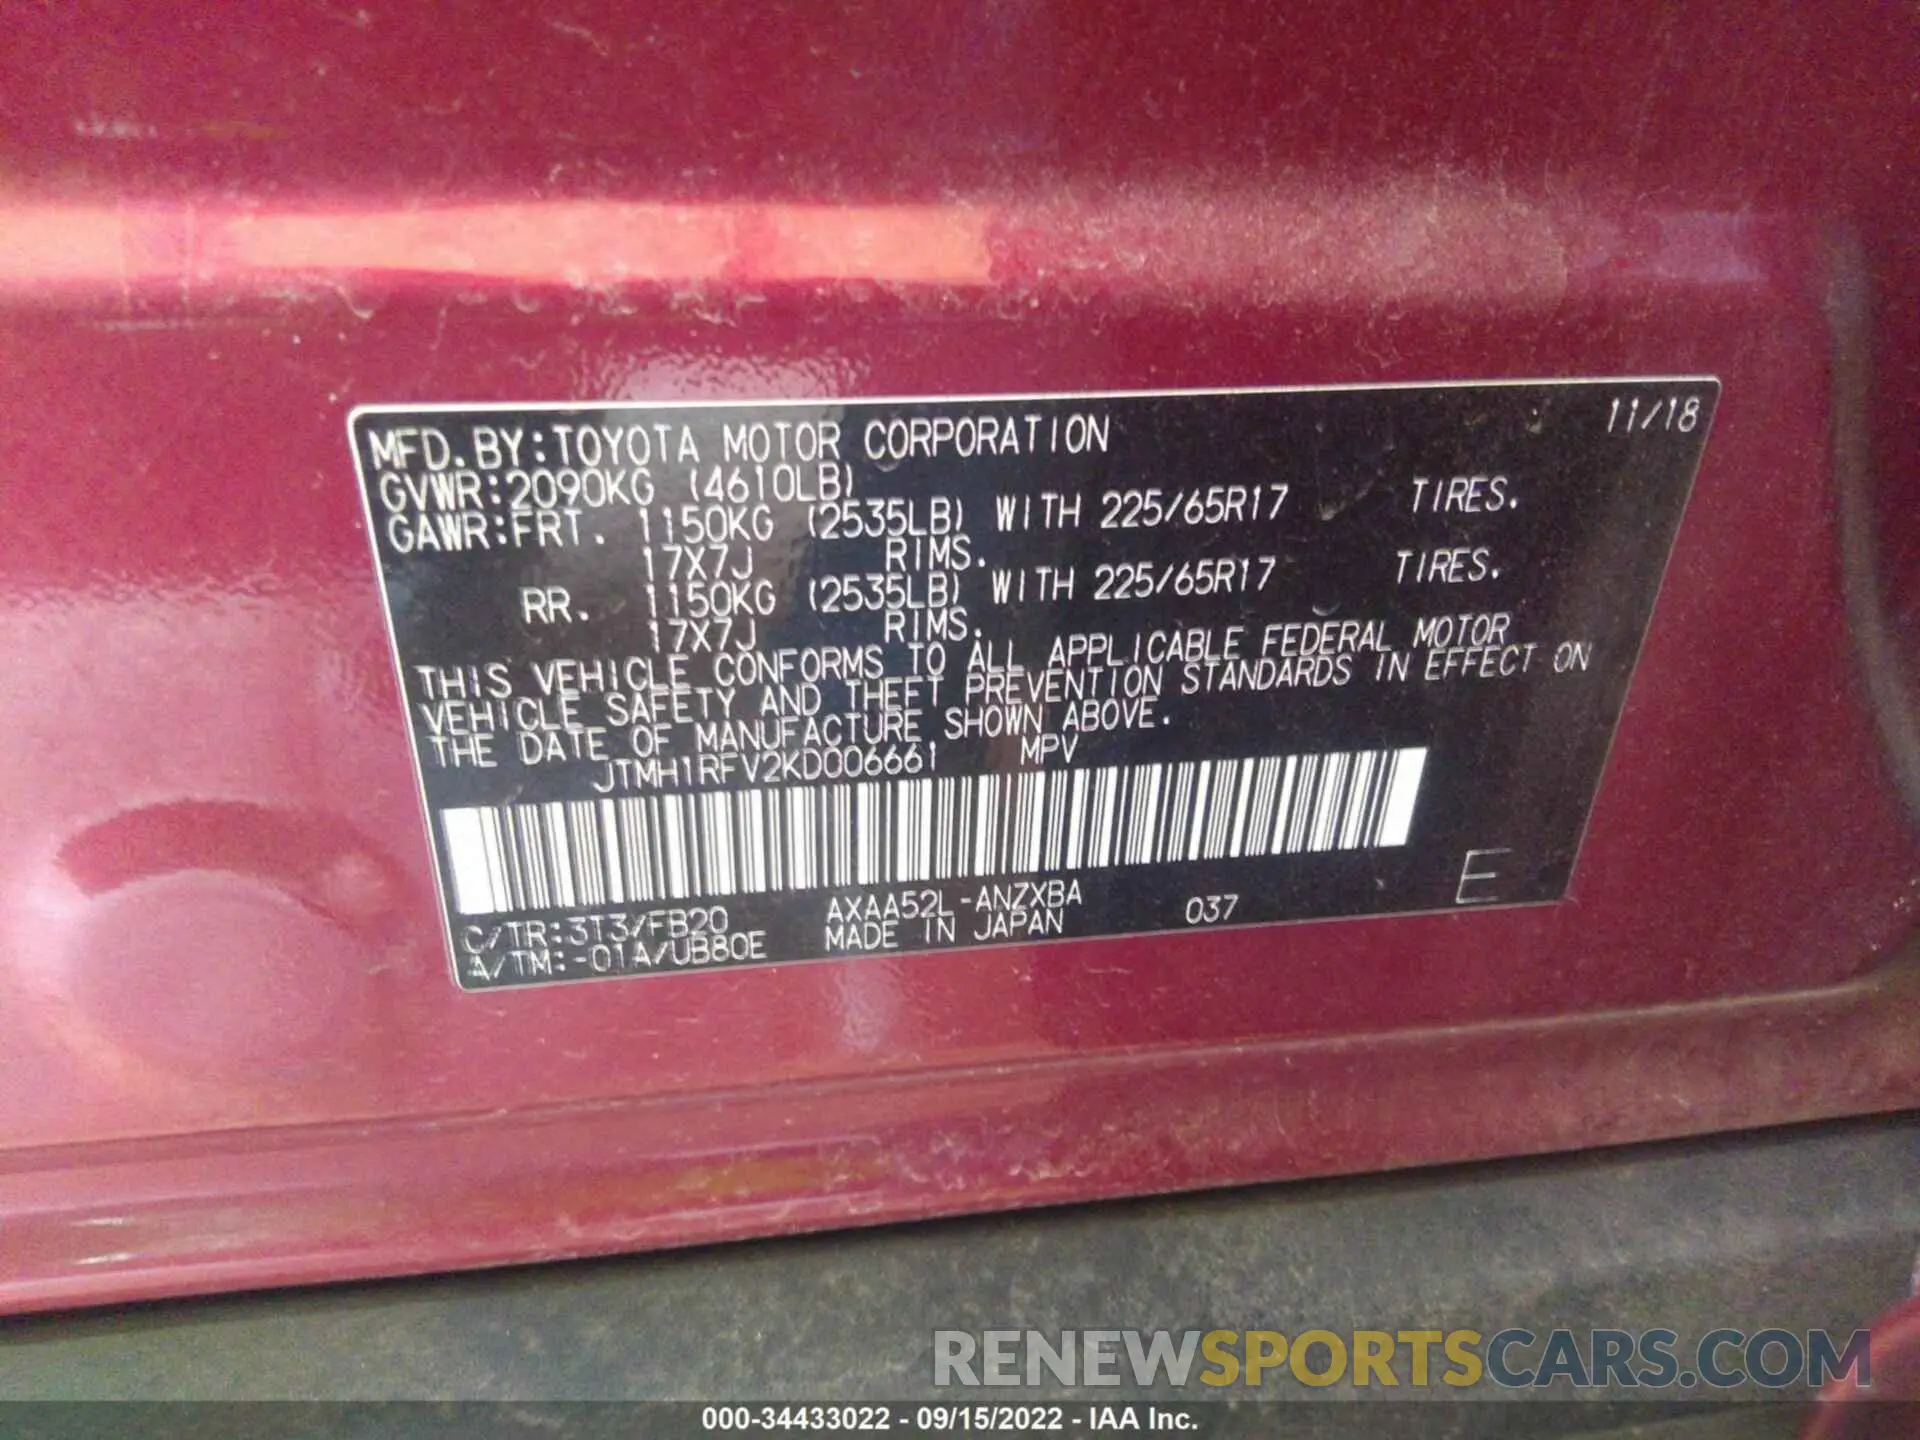 11/18
MFD.BY:TOYOTA MOTOR CORPORATION
GVWR:2090KG (4610LB)
GAWR:FRT. 1150KG (2535LB) WITH 225/65R17 TIRES.
17X7J RIMS.
RR. 1150KG (2535LB) WITH 225/65R17 TIRES.
17X7J RIMS.
THIS VEHICLE CONFORMS TO ALL APPLICABLE FEDERAL MOTOR
VEHICLE SAFETY AND THEFT PREVENTION STANDARDS IN EFFECT ON
THE DATE OF MANUFACTURE SHOWN ABOVE.
JTMH1RFV2KD006661 MPV
E
C/TR:3T3/FB20 AXAA52L-ANZXBA 037
A/TM:-01A/UB80E MADE IN JAPAN
RENEWSPORTSCARS.COM
000-34433022 - 09/15/2022 - IAA Inc.